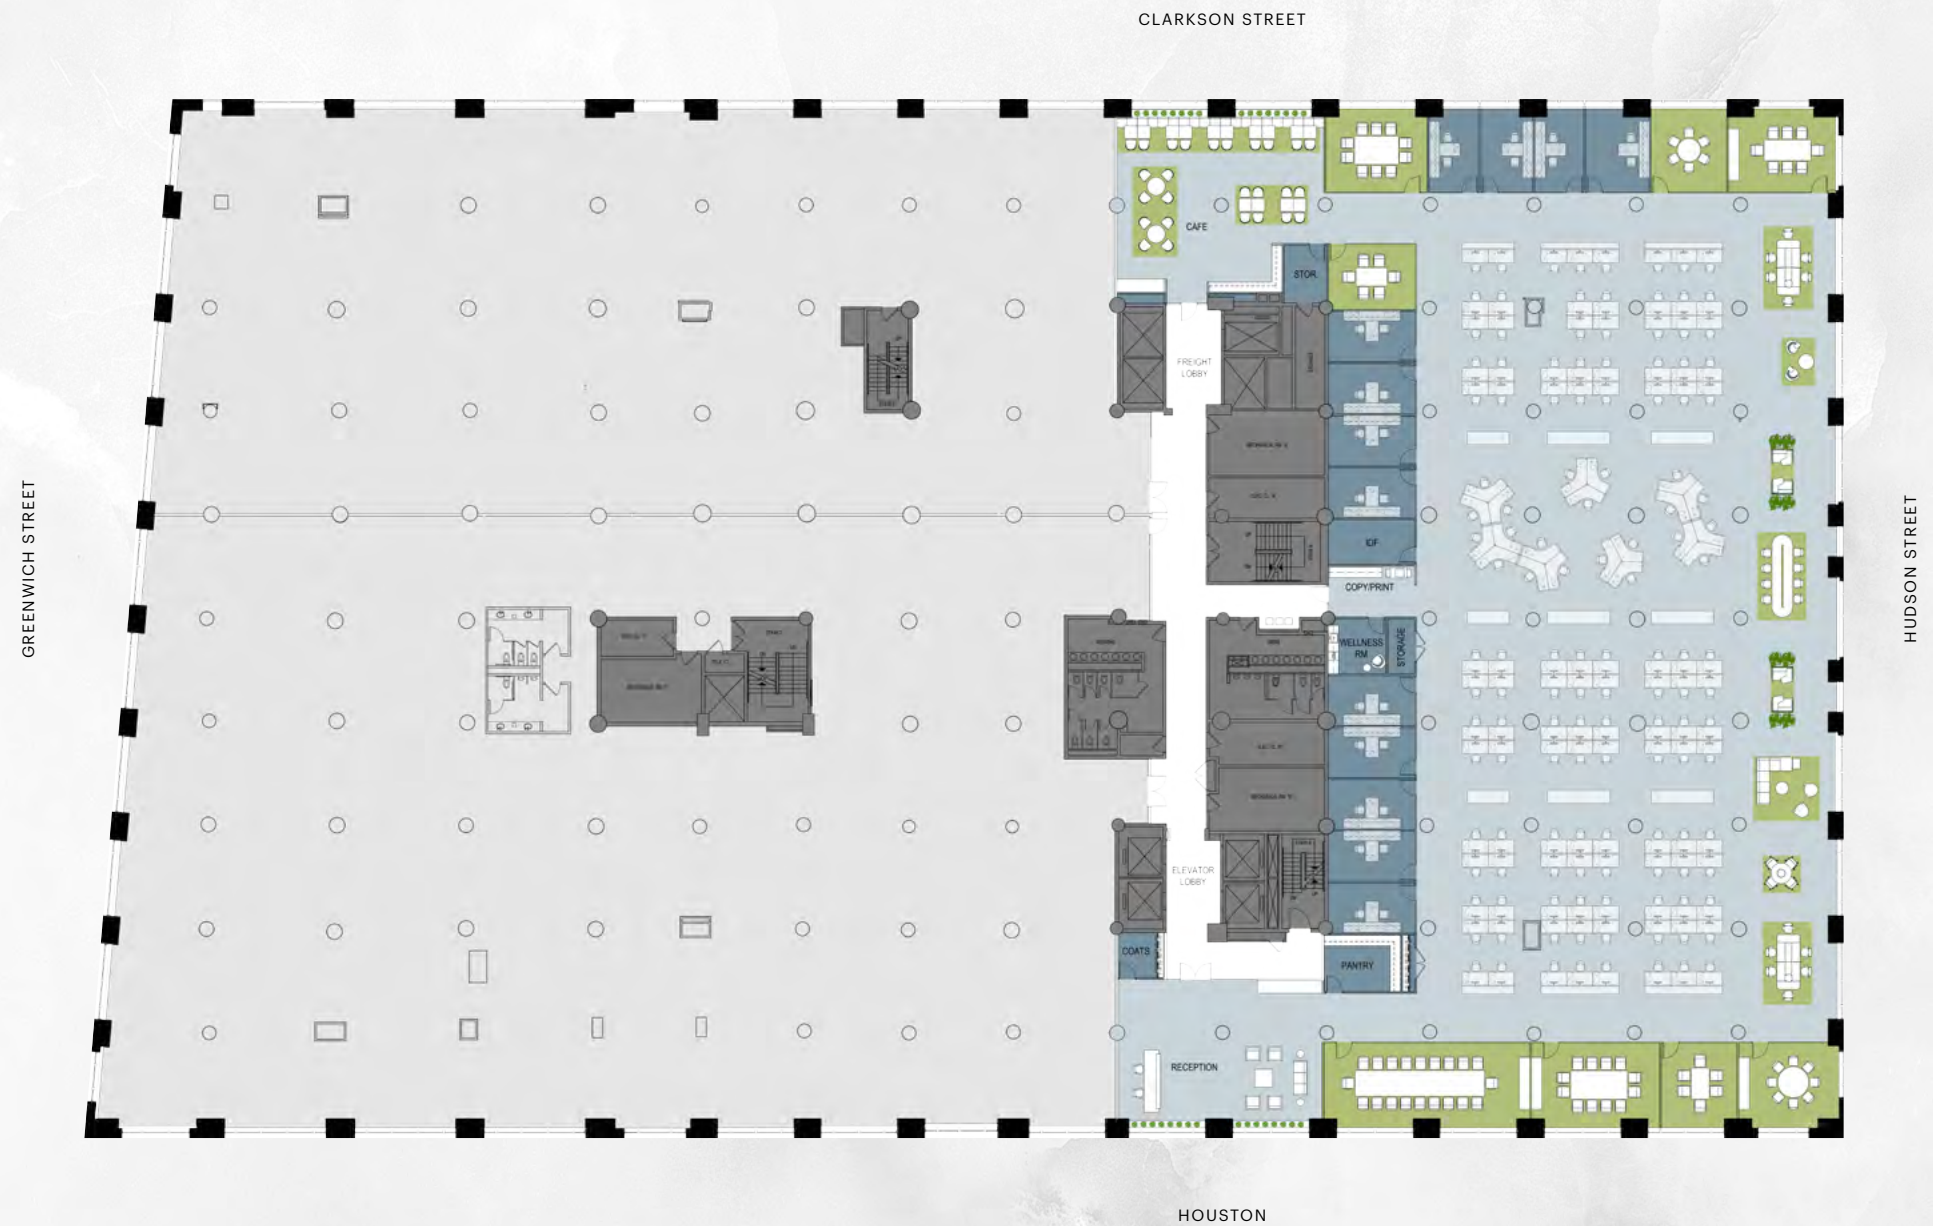 CLARKSON STREET
GREENWICH STREET
HUDSON STREET
HOUSTON
CAFE
STOR.
FREIGHT
LOBBY
IDF
COPY/PRINT
WELLNESS
RM
STORAGE
ELEVATOR
LOBBY
COATS
PANTRY
RECEPTION